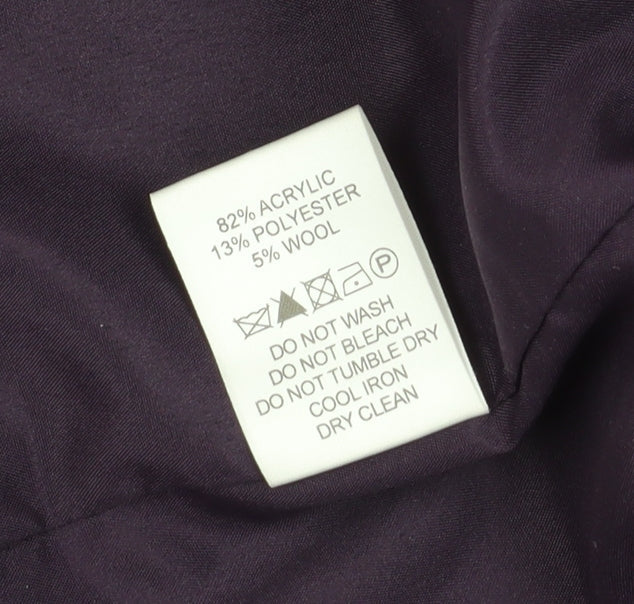 82% ACRYLIC
13% POLYESTER
5% WOOL
P
DO NOT WASH
DO NOT BLEACH
DO NOT TUMBLE DRY
COOL IRON
DRY CLEAN